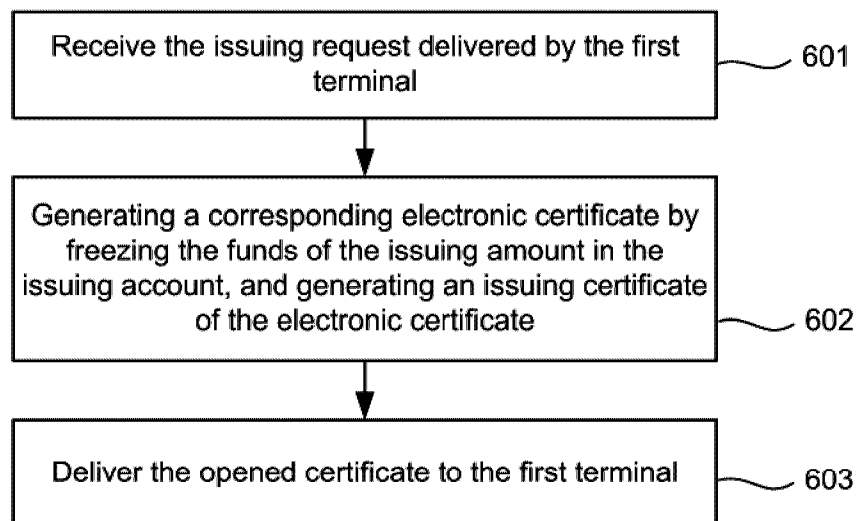 Receive the issuing request delivered by the first
terminal
601
Generating a corresponding electronic certificate by
freezing the funds of the issuing amount in the
issuing account, and generating an issuing certificate
of the electronic certificate
602
Deliver the opened certificate to the first terminal
603